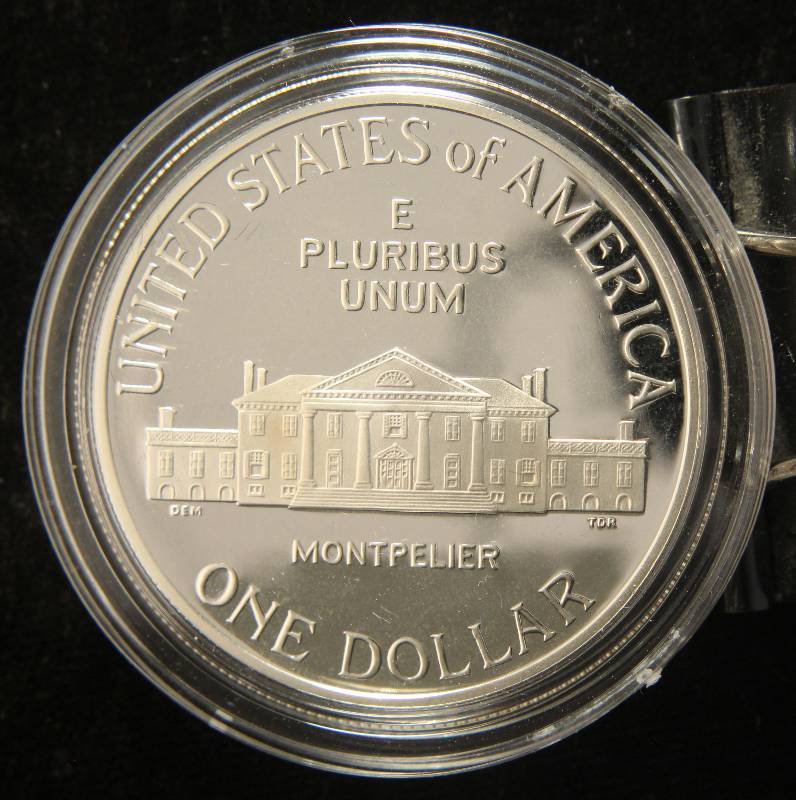 UNITED STATES of AMERICA
E
PLURIBUS
UNUM
DEM
TDR
MONTPELIER
ONE DOLLAR